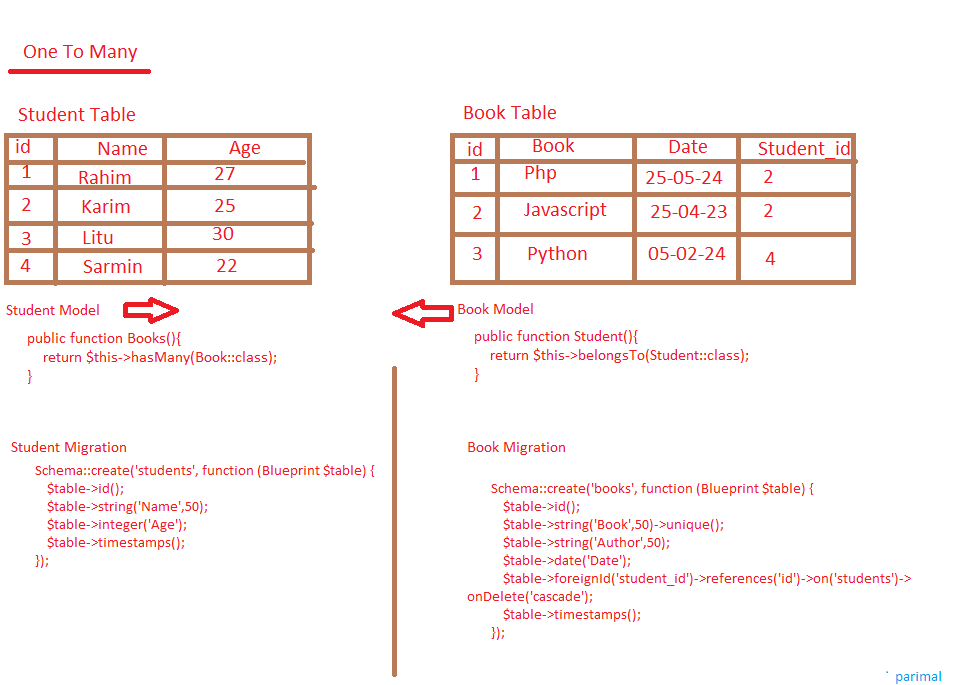 One To Many
Student Table
id Name Age
1 Rahim 27
2 Karim 25
3 Litu 30
4 Sarmin 22
Student Model
public function Books(){
return $this->hasMany(Book::class);
}
Student Migration
Schema::create('students', function (Blueprint $table) {
$table->id();
$table->string('Name',50);
$table->integer('Age');
$table->timestamps();
});
Book Table
id Book Date Student_id
1 Php 25-05-24 2
2 Javascript 25-04-23 2
3 Python 05-02-24 4
Book Model
public function Student(){
return $this->belongsTo(Student::class);
}
Book Migration
Schema::create('books', function (Blueprint $table) {
$table->id();
$table->string('Book',50)->unique();
$table->string('Author',50);
$table->date('Date');
$table->foreignId('student_id')->references('id')->on('students')->
onDelete('cascade');
$table->timestamps();
});
parimal